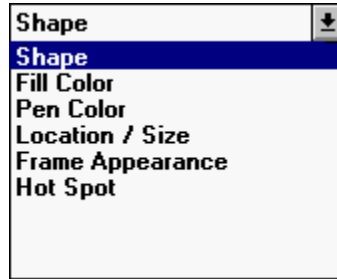 Shape
Shape
Fill Color
Pen Color
Location / Size
Frame Appearance
Hot Spot